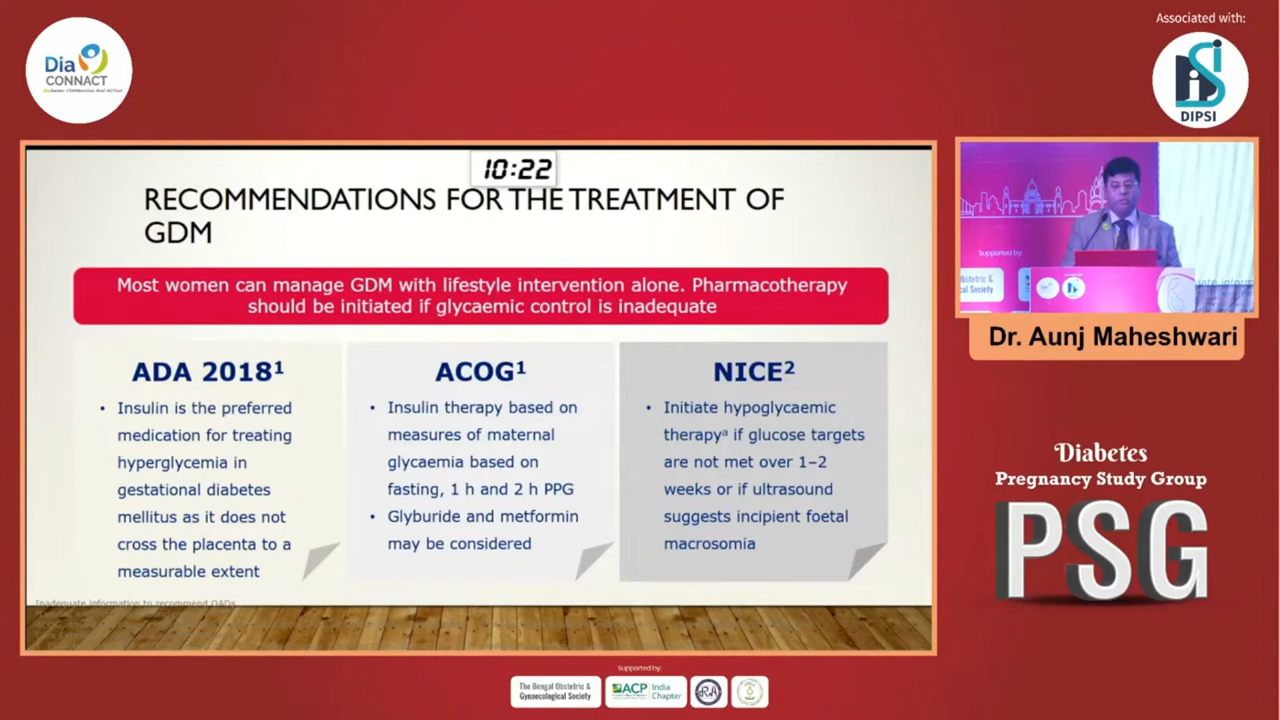 Dia
CONNACT
Associated with:
DIPSI
10:22
RECOMMENDATIONS FOR THE TREATMENT OF
GDM
Most women can manage GDM with lifestyle intervention alone. Pharmacotherapy
should be initiated if glycaemic control is inadequate
ADA 2018¹
• Insulin is the preferred
medication for treating
hyperglycemia in
gestational diabetes
mellitus as it does not
cross the placenta to a
measurable extent
ACOG¹
• Insulin therapy based on
measures of maternal
glycaemia based on
fasting, 1 h and 2 h PPG
• Glyburide and metformin
may be considered
NICE²
• Initiate hypoglycaemic
therapyᵃ if glucose targets
are not met over 1–2
weeks or if ultrasound
suggests incipient foetal
macrosomia
Inadequate information to recommend OADs
Supported by:
Dr. Aunj Maheshwari
Diabetes
Pregnancy Study Group
PSG
Supported by:
The Bengal Obstetric &
Gynaecological Society
ACP
India
Chapter